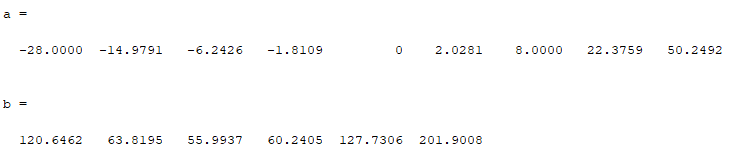 a =
-28.0000 -14.9791 -6.2426 -1.8109 0 2.0281 8.0000 22.3759 50.2492
b =
120.6462 63.8195 55.9937 60.2405 127.7306 201.9008